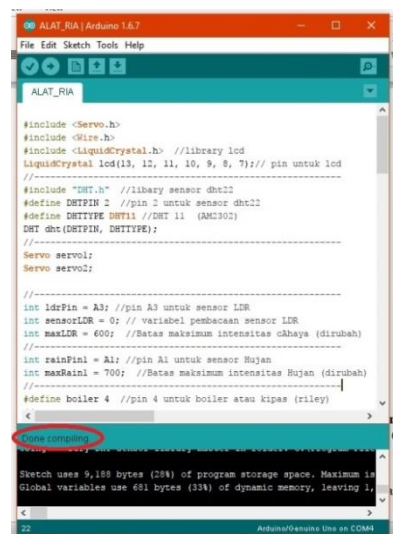 ALAT_RIA | Arduino 1.6.7
File Edit Sketch Tools Help
ALAT_RIA
#include <Servo.h>
#include <Wire.h>
#include <LiquidCrystal.h> //library lcd
LiquidCrystal lcd(13, 12, 11, 10, 9, 8, 7);// pin untuk lcd
//----------------------------------------------------
#include "DHT.h" //libary sensor dht22
#define DHTPIN 2 //pin 2 untuk sensor dht22
#define DHTTYPE DHT11 //DHT 11 (AM2302)
DHT dht(DHTPIN, DHTTYPE);
//----------------------------------------------------
Servo servo1;
Servo servo2;
//----------------------------------------------------
int ldrPin = A3; //pin A3 untuk sensor LDR
int sensorLDR = 0; // variabel pembacaan sensor LDR
int maxLDR = 600; //Batas maksimum intensitas cAhaya (dirubah)
//----------------------------------------------------
int rainPin1 = A1; //pin A1 untuk sensor Hujan
int maxRain1 = 700; //Batas maksimum intensitas Hujan (dirubah)
//----------------------------------------------------
#define boiler 4 //pin 4 untuk boiler atau kipas (riley)
Done compiling
Sketch uses 9,188 bytes (28%) of program storage space. Maximum is
Global variables use 681 bytes (33%) of dynamic memory, leaving 1,
22
Arduino/Genuino Uno on COM4